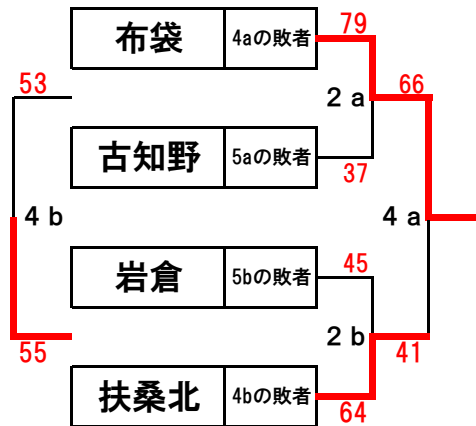 布袋 4aの敗者 79
53 2 a 66
古知野 5aの敗者 37
4 b 4 a
岩倉 5bの敗者 45
55 2 b 41
扶桑北 4bの敗者 64